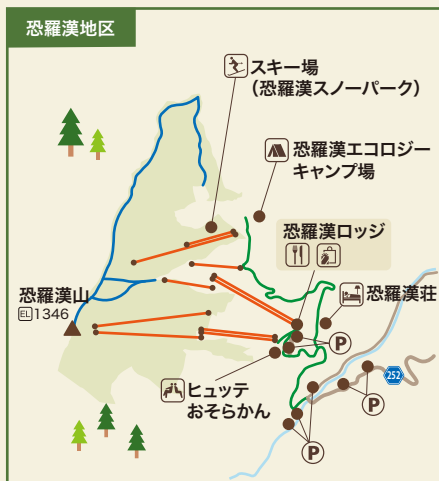 恐羅漢地区
スキー場
（恐羅漢スノーパーク）
恐羅漢エコロジー
キャンプ場
恐羅漢ロッジ
恐羅漢山
EL1346
恐羅漢荘
P
252
ヒュッテ
おそらかん
P
P